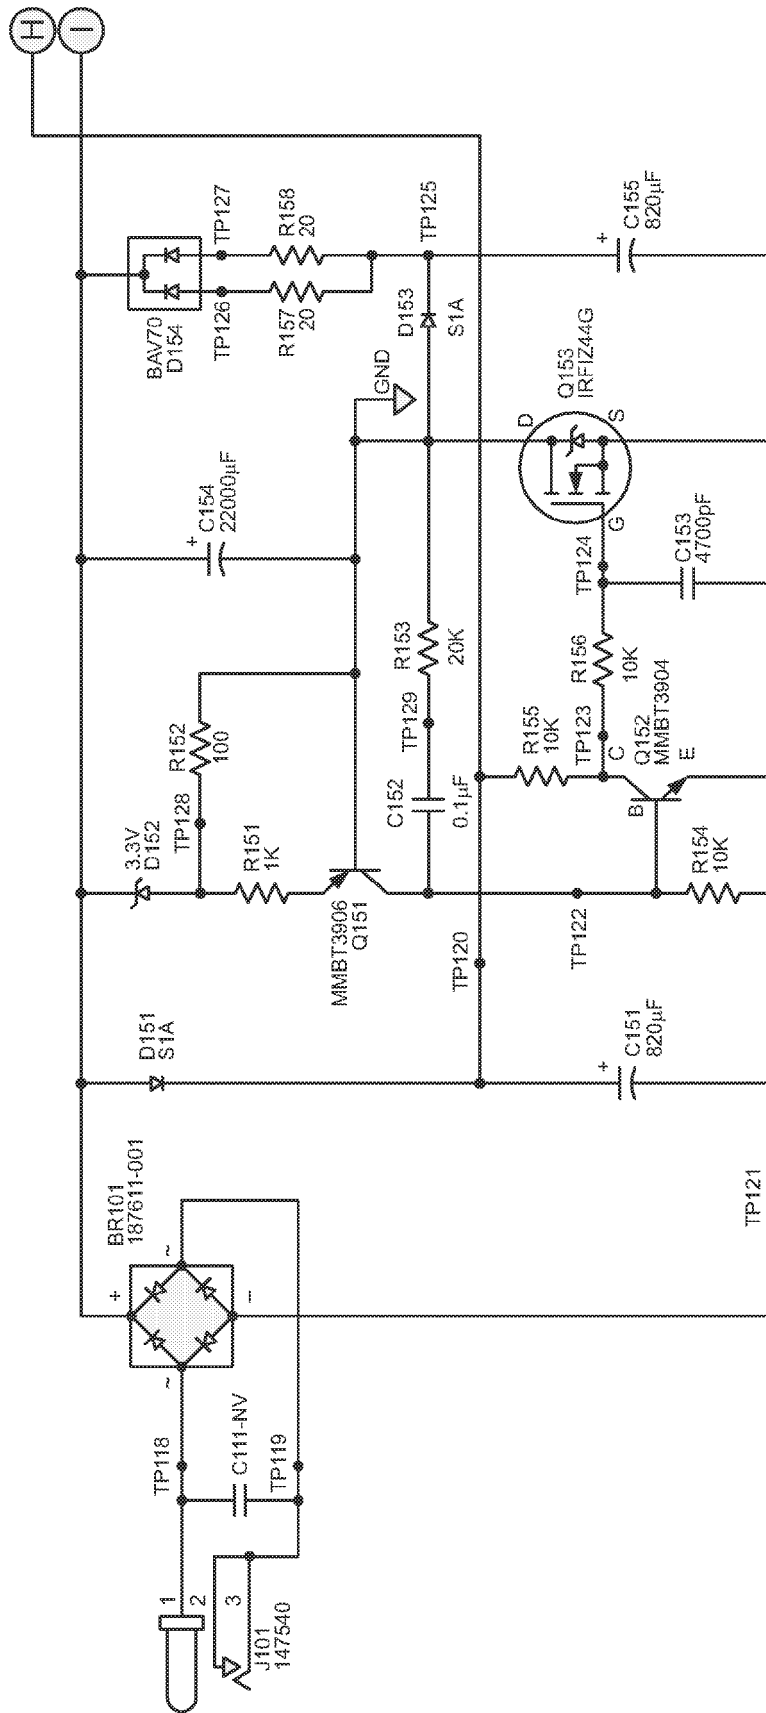 H
I
BAV70
D154
TP127
TP126
R158
20
R157
20
TP125
D153
S1A
+
C155
820µF
GND
+
C154
22000µF
Q153
IRFIZ44G
D
S
G
TP124
C153
4700pF
R153
20K
R156
10K
R152
100
TP129
TP123
R155
10K
C
Q152
MMBT3904
E
B
C152
0.1µF
3.3V
D152
TP128
R151
1K
R154
10K
MMBT3906
Q151
TP120
TP122
D151
S1A
+
C151
820µF
BR101
187611-001
+
~
–
~
TP121
TP118
C111-NV
TP119
1
2
3
J101
147540